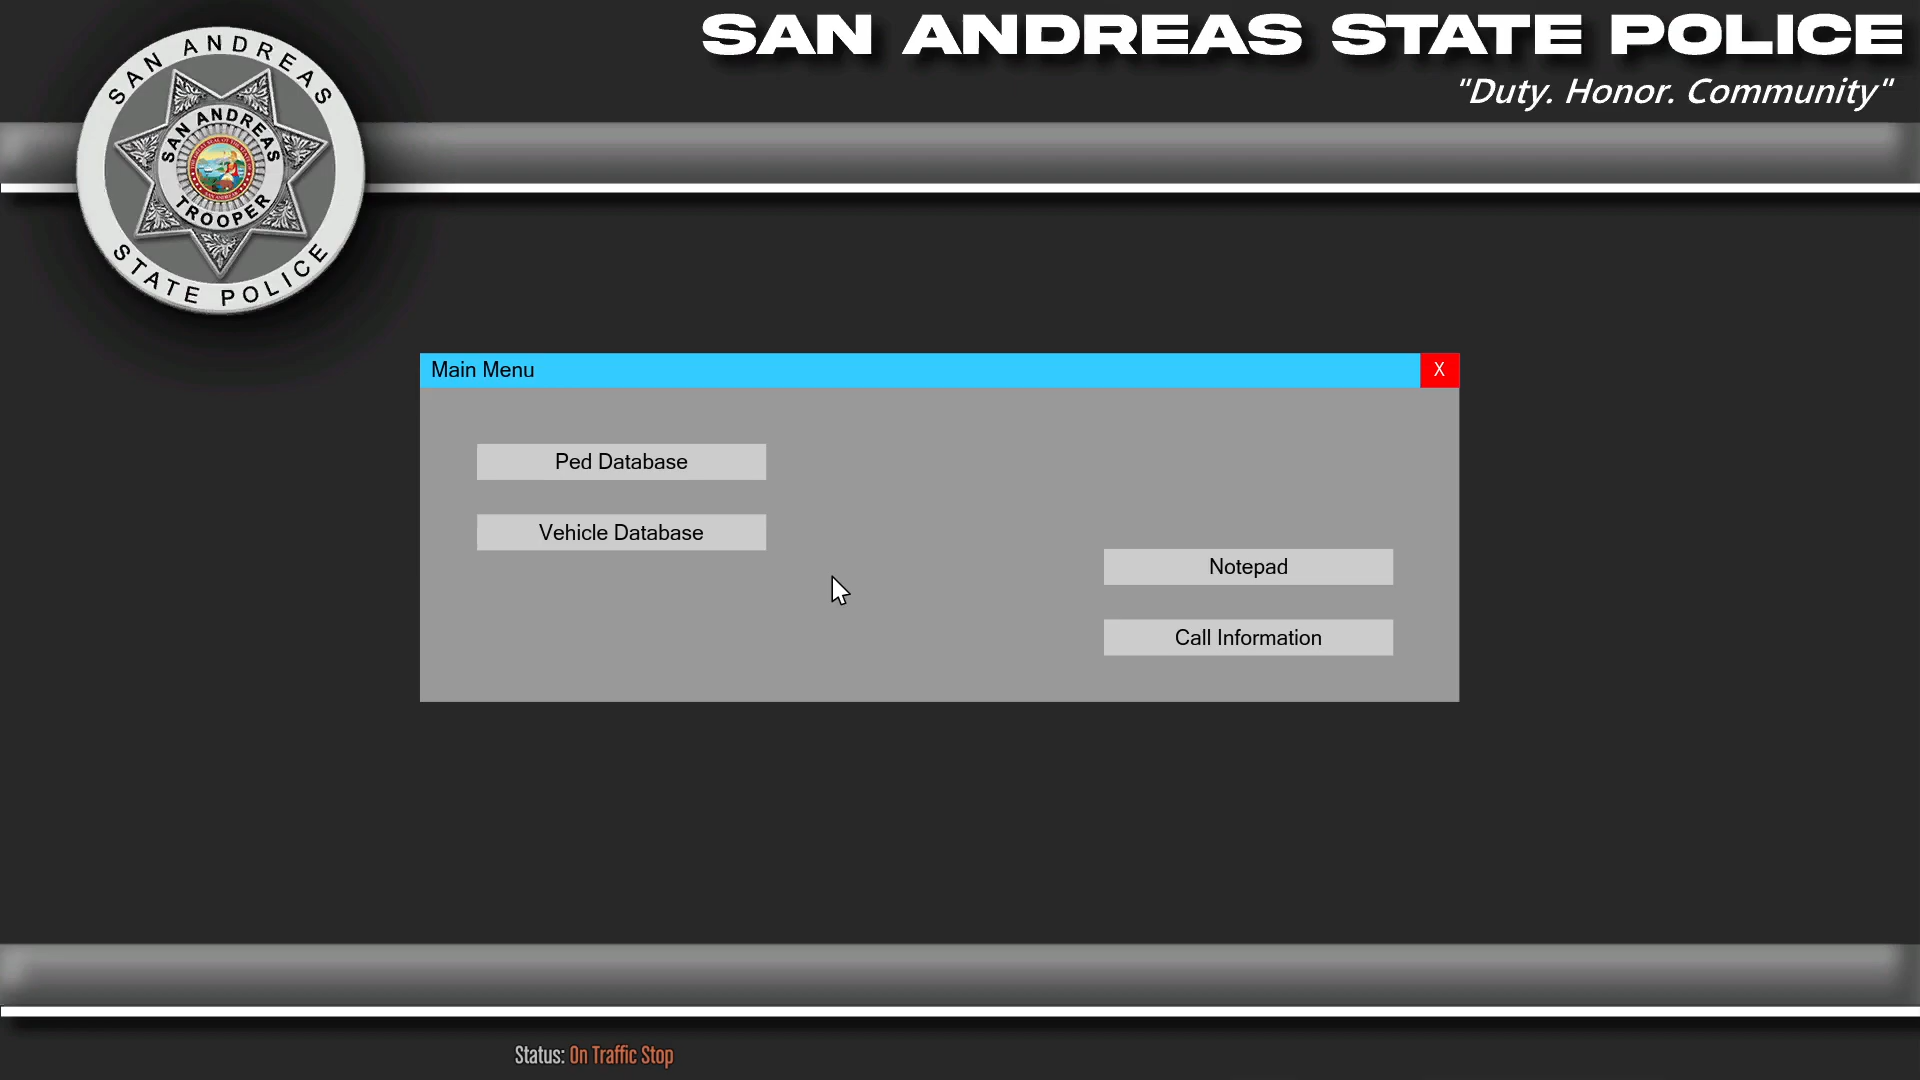 SAN ANDREAS STATE POLICE
"Duty. Honor. Community"
SAN ANDREAS
SAN ANDREAS
TROOPER
STATE POLICE
Main Menu
X
Ped Database
Vehicle Database
Notepad
Call Information
Status: On Traffic Stop